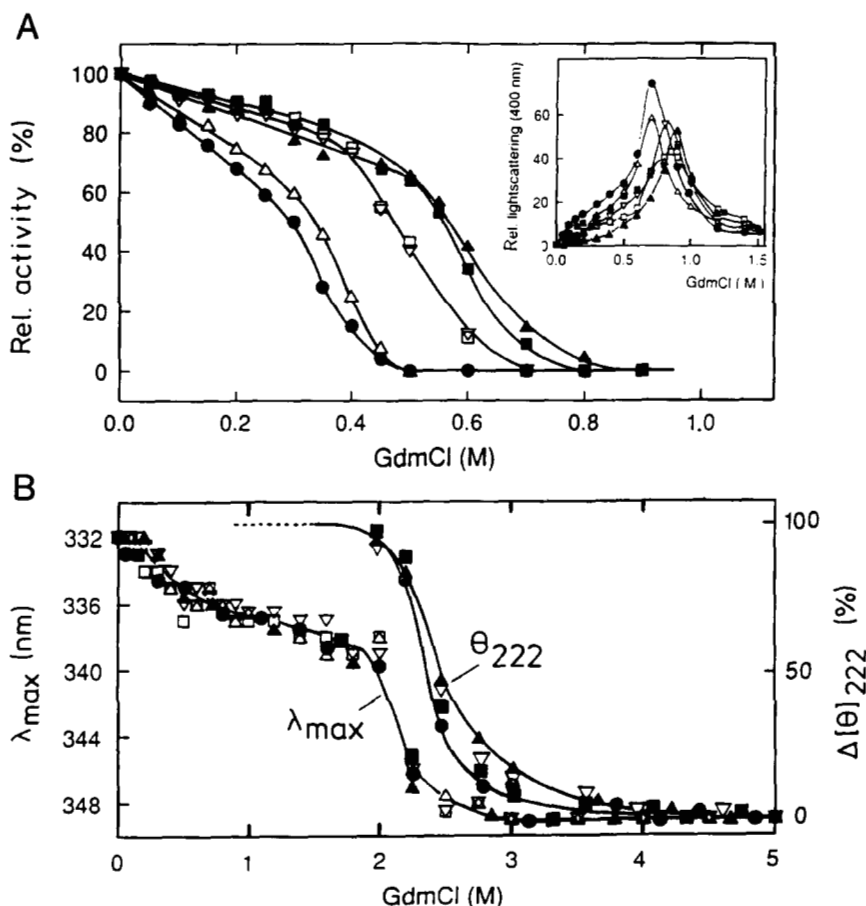 A
100
80
60
40
20
0
Rel. activity (%)
0.0 0.2 0.4 0.6 0.8 1.0
GdmCl (M)
60
40
20
0
Rel. lightscattering (400 nm)
0.0 0.5 1.0 1.5
GdmCl ( M )
B
332
336
340
344
348
λmax (nm)
100
50
0
Δ[θ]222 (%)
θ222
λmax
0 1 2 3 4 5
GdmCl (M)